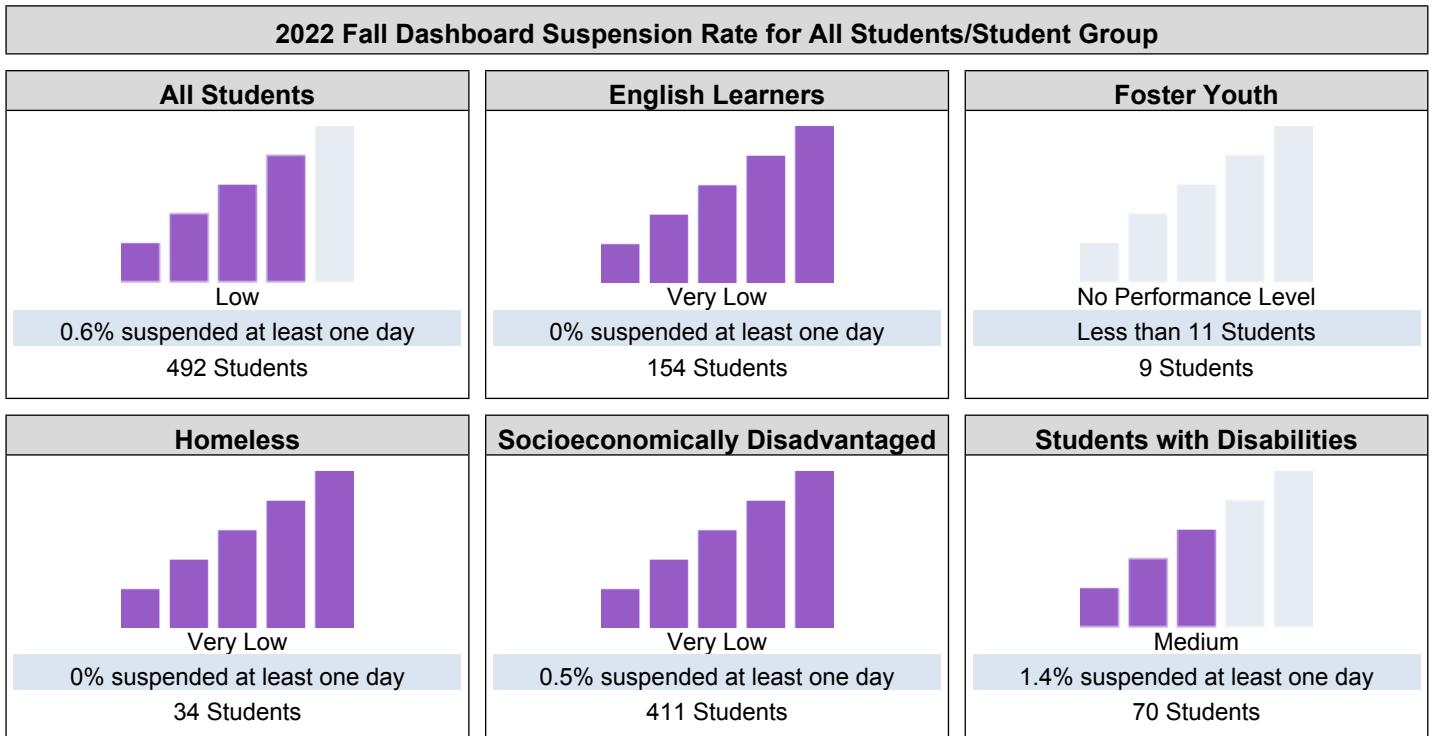 2022 Fall Dashboard Suspension Rate for All Students/Student Group
All Students
Low
0.6% suspended at least one day
492 Students
English Learners
Very Low
0% suspended at least one day
154 Students
Foster Youth
No Performance Level
Less than 11 Students
9 Students
Homeless
Very Low
0% suspended at least one day
34 Students
Socioeconomically Disadvantaged
Very Low
0.5% suspended at least one day
411 Students
Students with Disabilities
Medium
1.4% suspended at least one day
70 Students